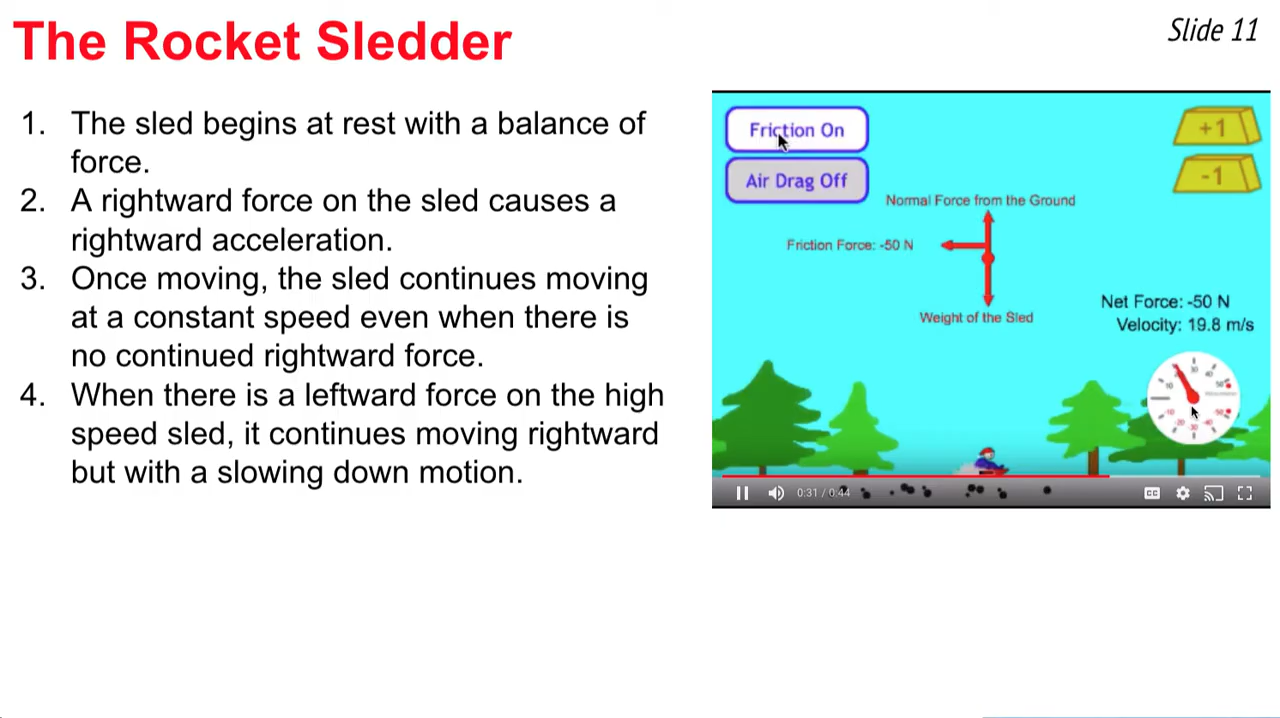 The Rocket Sledder
Slide 11
1. The sled begins at rest with a balance of
force.
2. A rightward force on the sled causes a
rightward acceleration.
3. Once moving, the sled continues moving
at a constant speed even when there is
no continued rightward force.
4. When there is a leftward force on the high
speed sled, it continues moving rightward
but with a slowing down motion.
Friction On
Air Drag Off
+1
-1
Normal Force from the Ground
Friction Force: -50 N
Weight of the Sled
Net Force: -50 N
Velocity: 19.8 m/s
0:31 / 0:44
CC